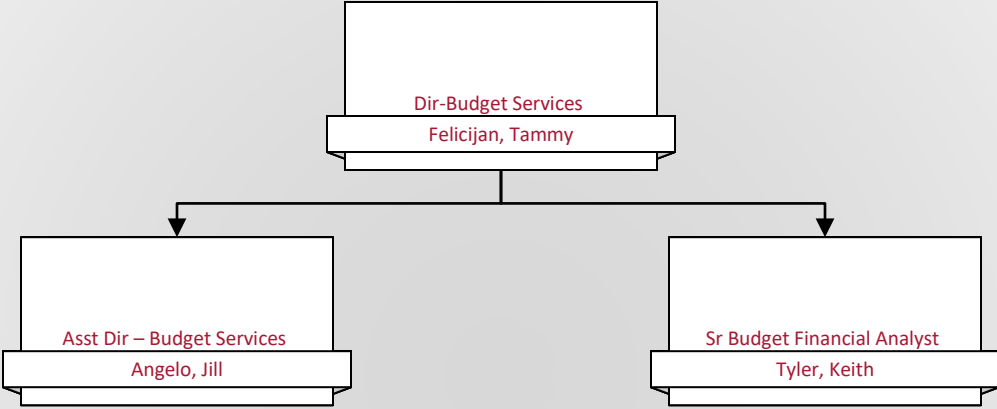 Dir-Budget Services
Felicijan, Tammy
Asst Dir – Budget Services
Angelo, Jill
Sr Budget Financial Analyst
Tyler, Keith